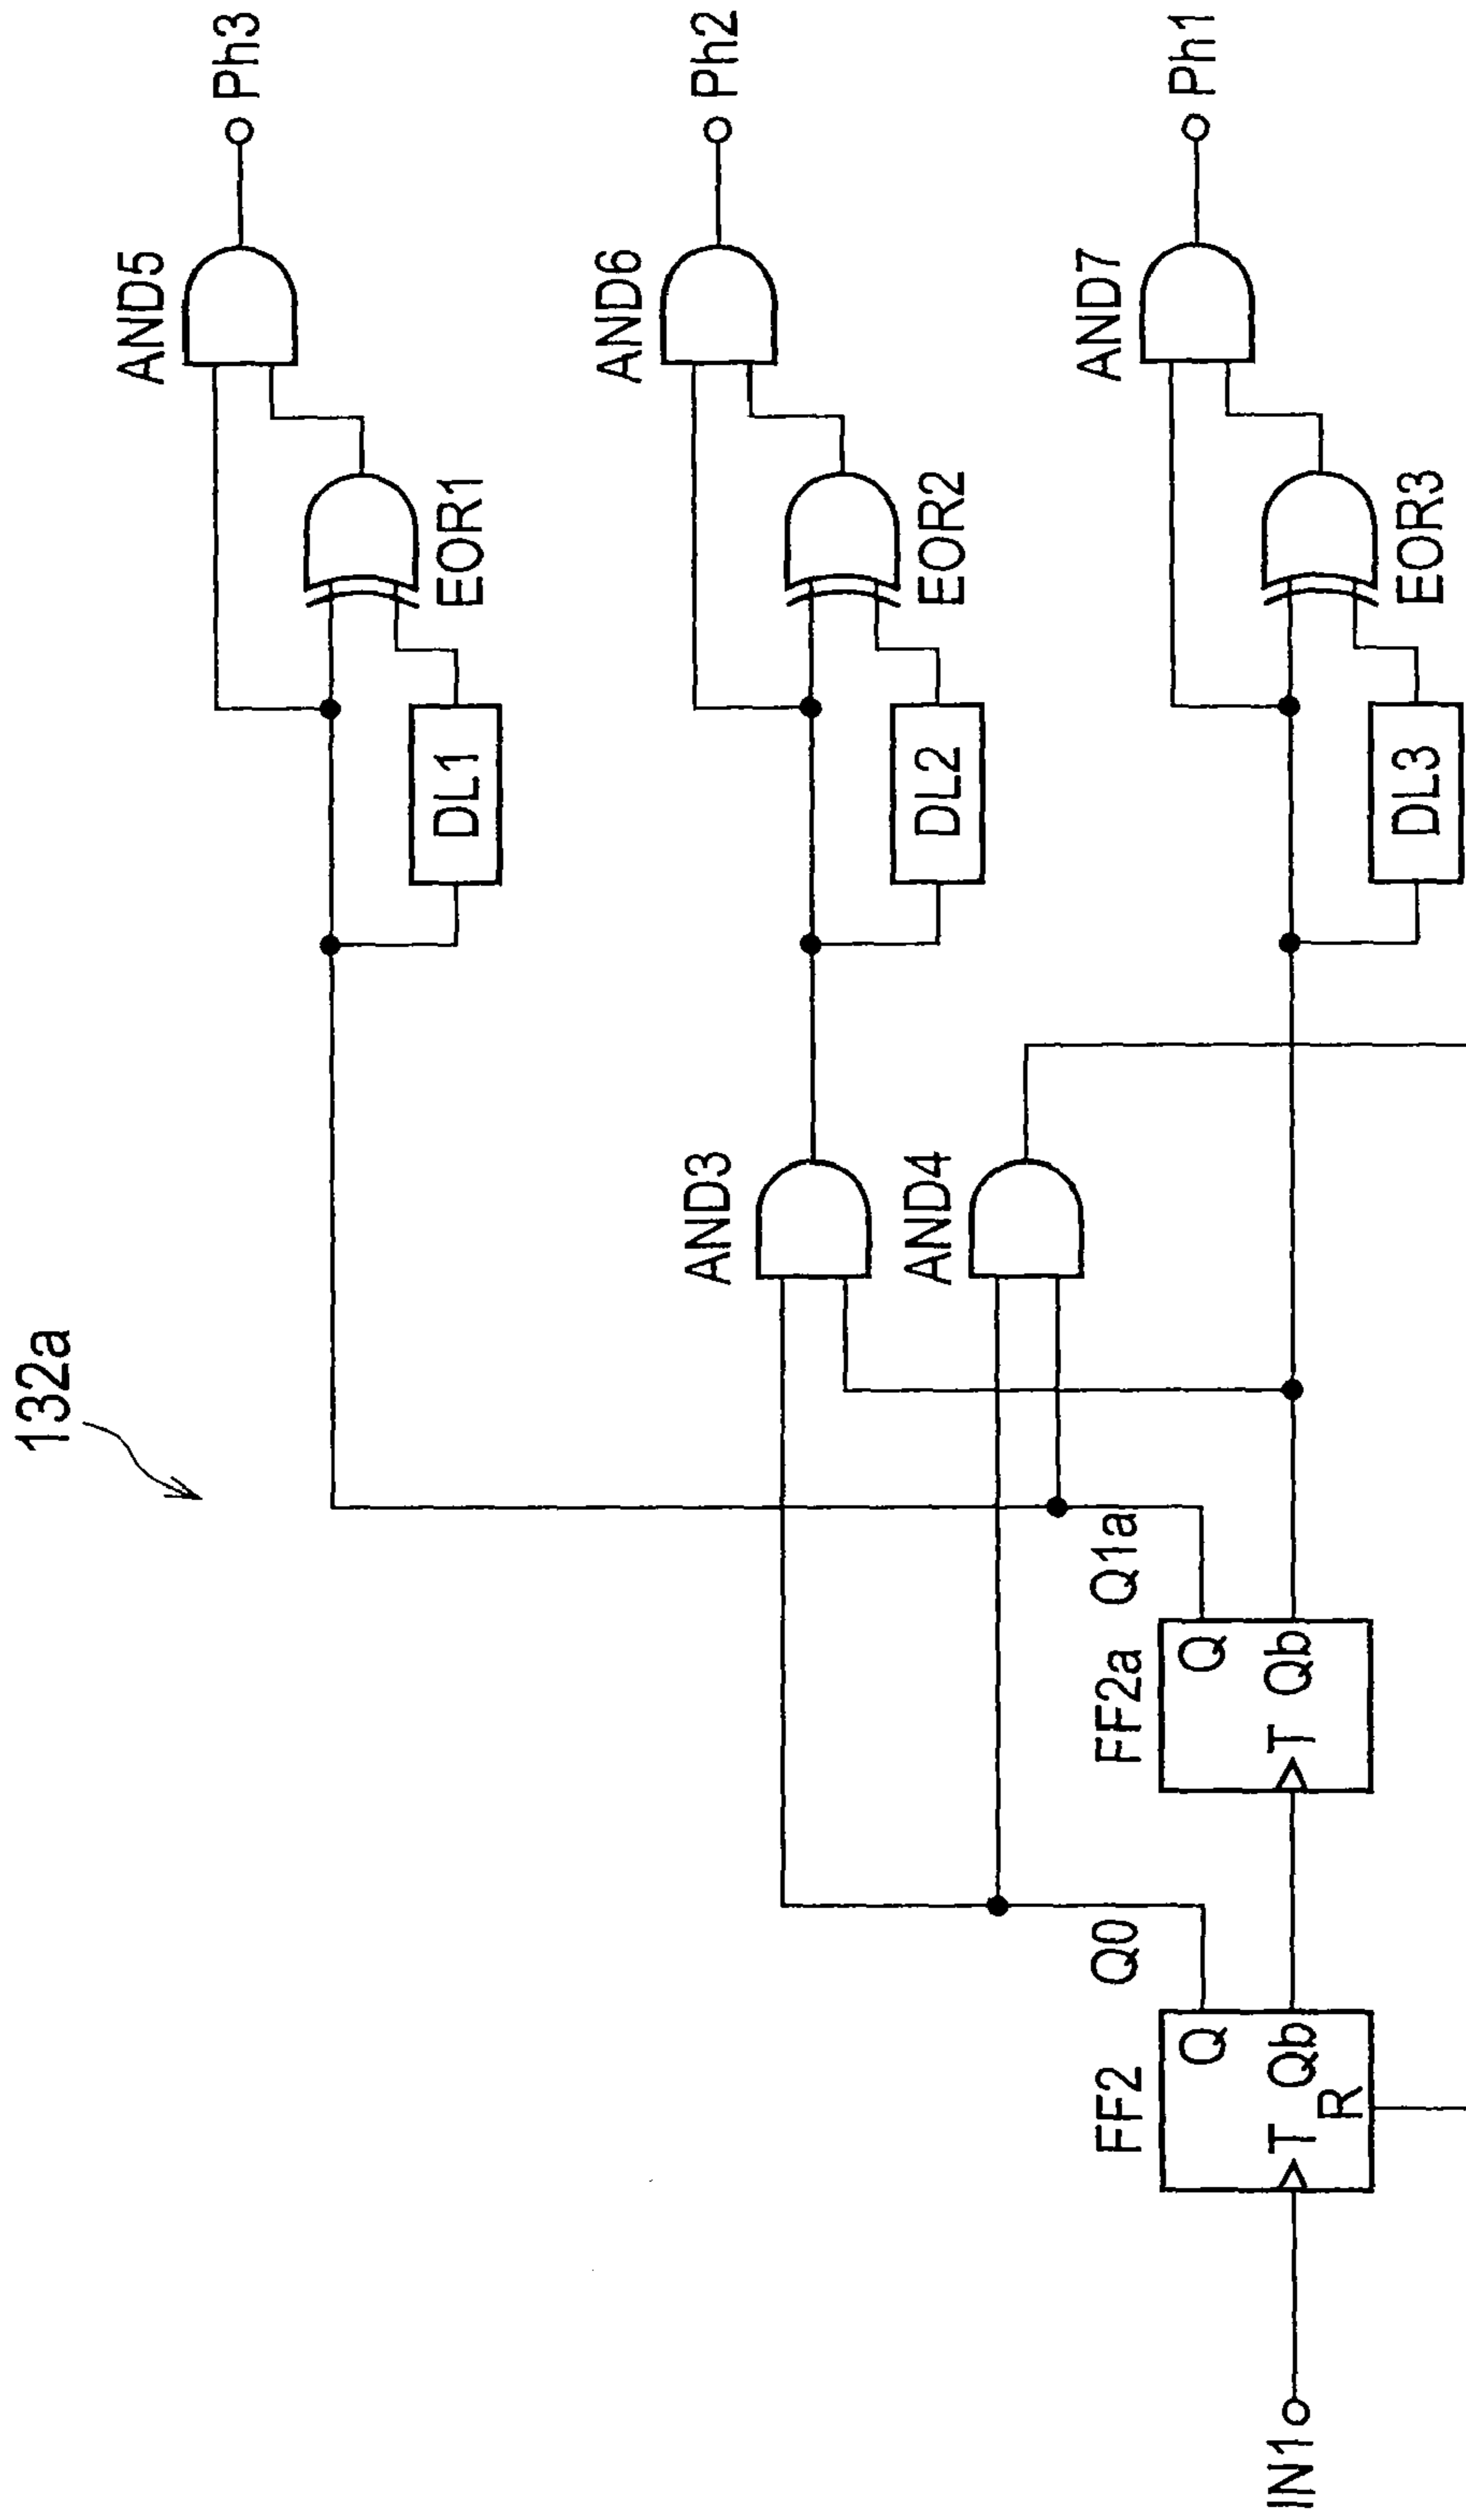 132a
Ph3
AND5
EOR1
DL1
Ph2
AND6
EOR2
DL2
AND3
AND4
Ph1
AND7
EOR3
DL3
Q1a
FF2a
Q
T Qb
Q0
FF2
Q
T Qb
R
IN1